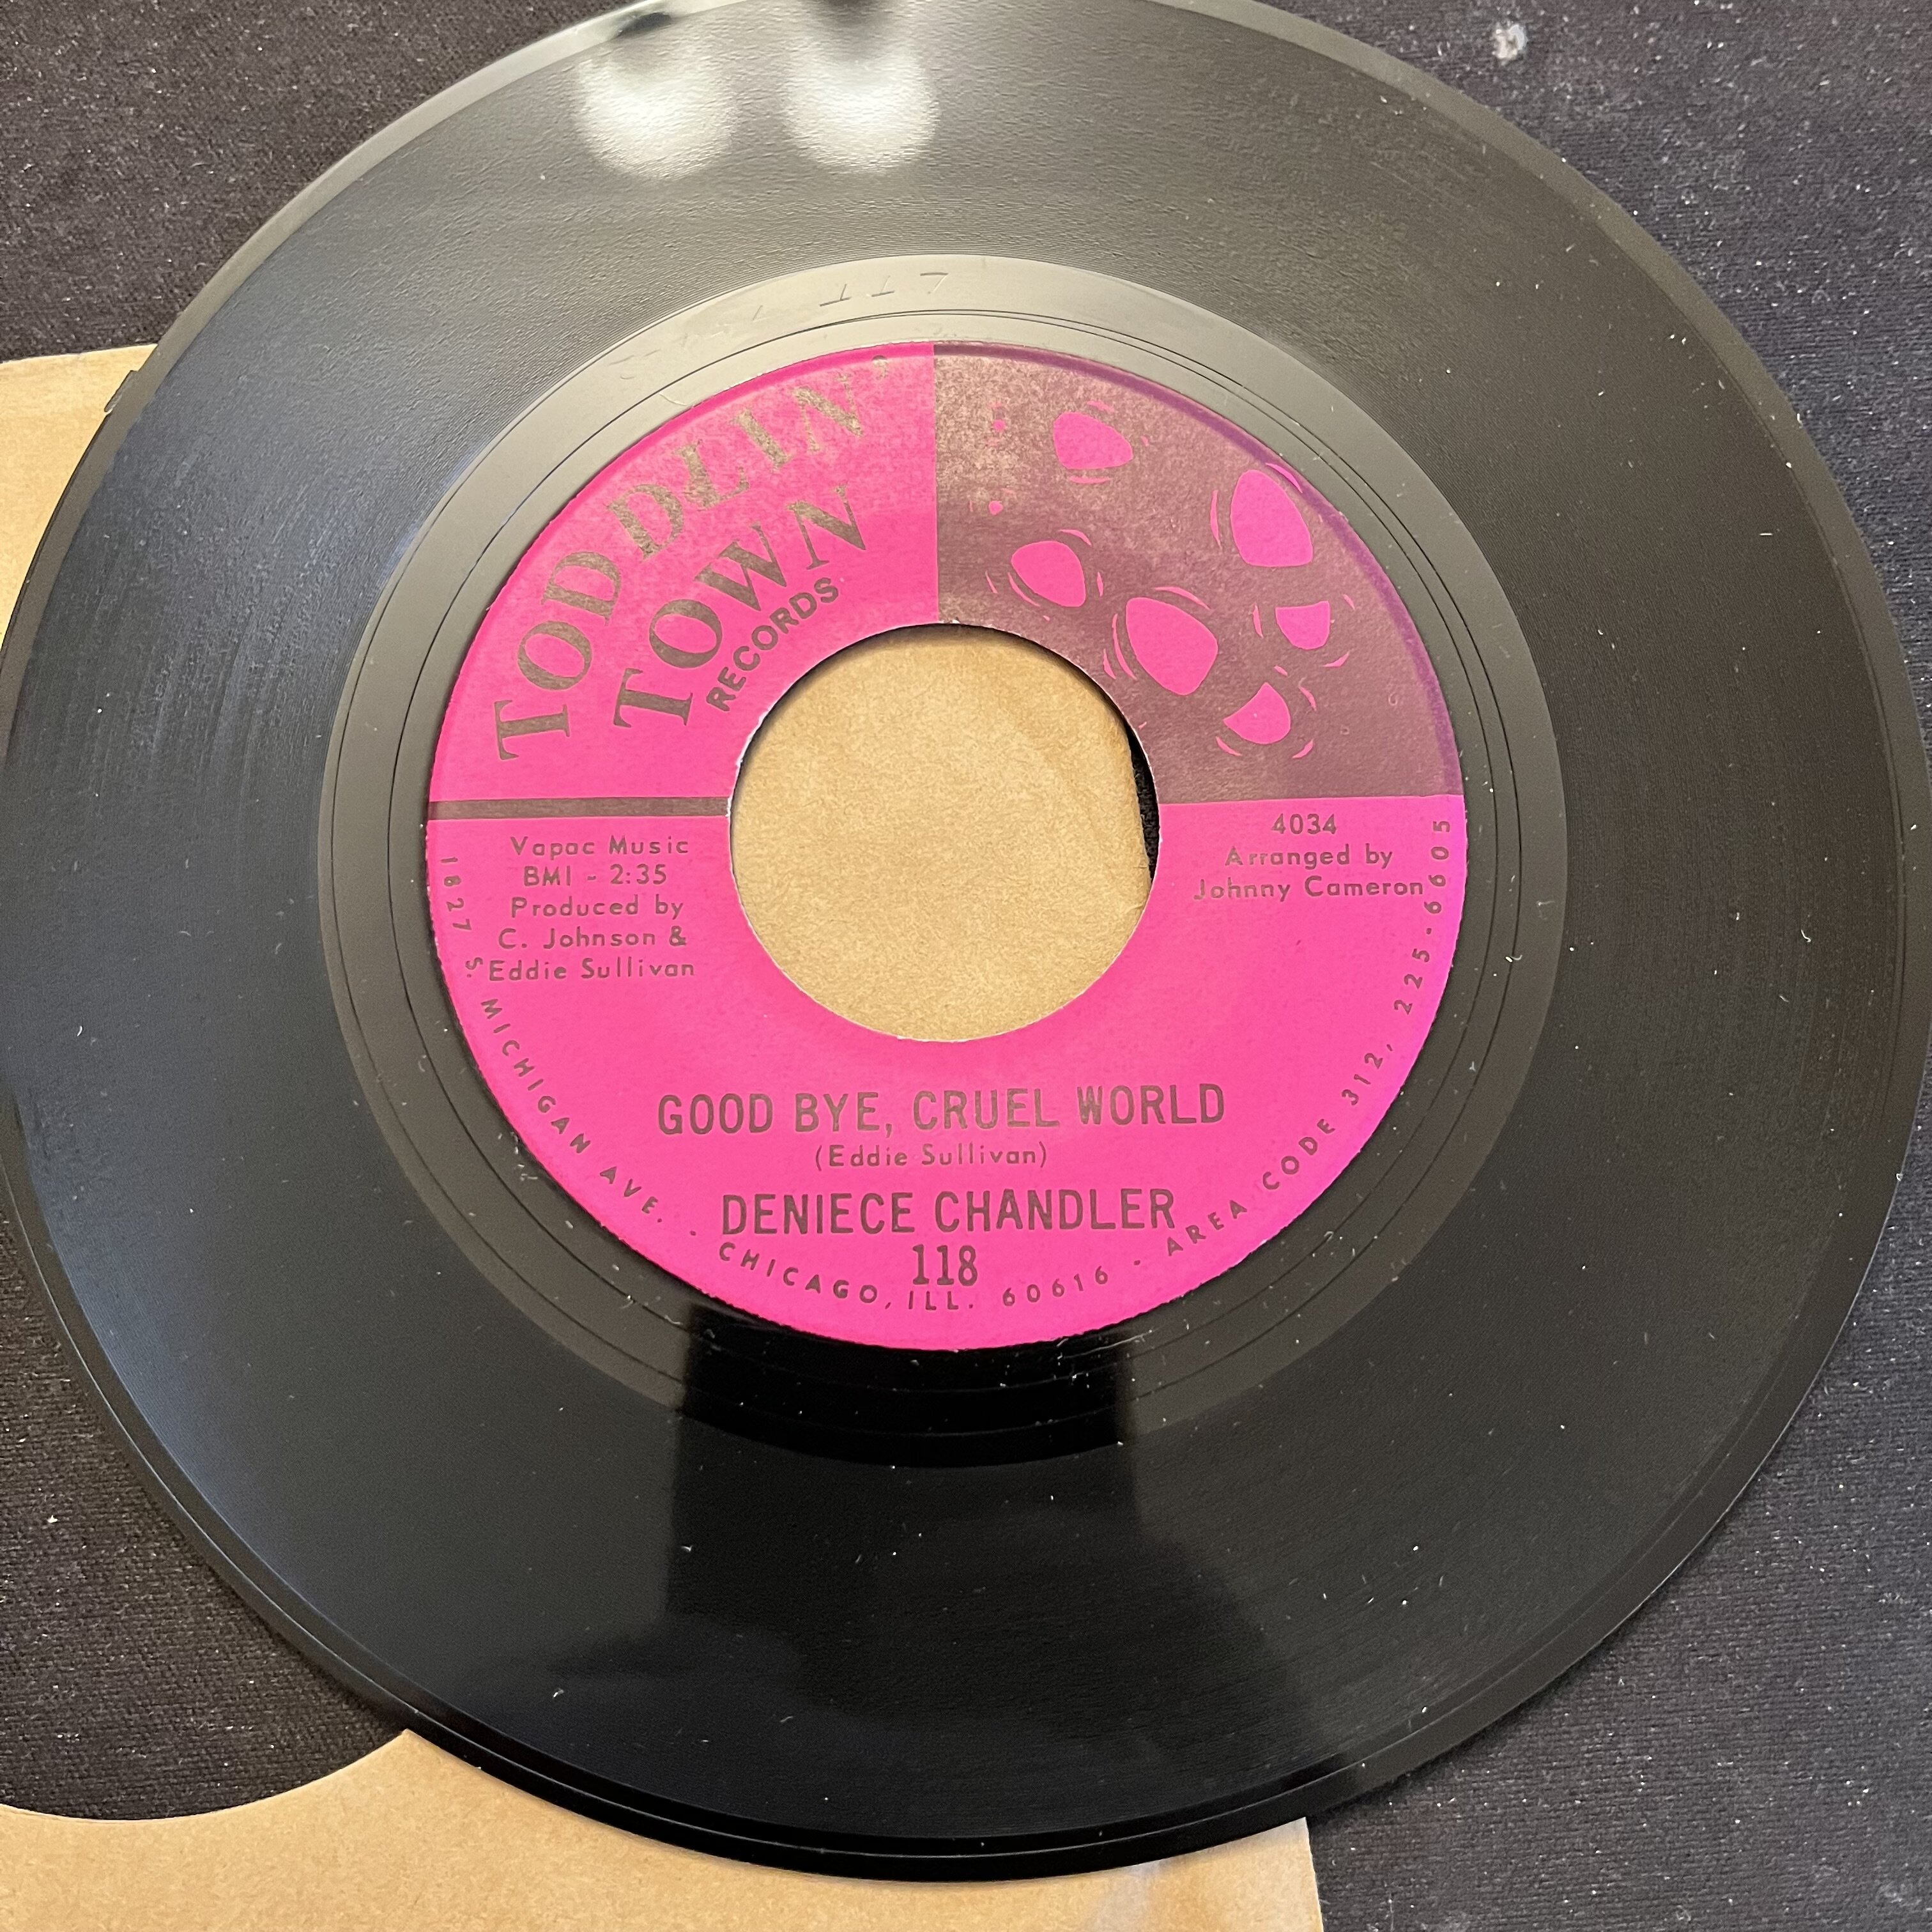 TODDLIN'
TOWN
RECORDS
Vapac Music
BMI - 2:35
Produced by
C. Johnson &
Eddie Sullivan
4034
Arranged by
Johnny Cameron
GOOD BYE, CRUEL WORLD
(Eddie Sullivan)
DENIECE CHANDLER
118
1827 S. MICHIGAN AVE. - CHICAGO, ILL. 60616 - AREA CODE 312, 225-6605